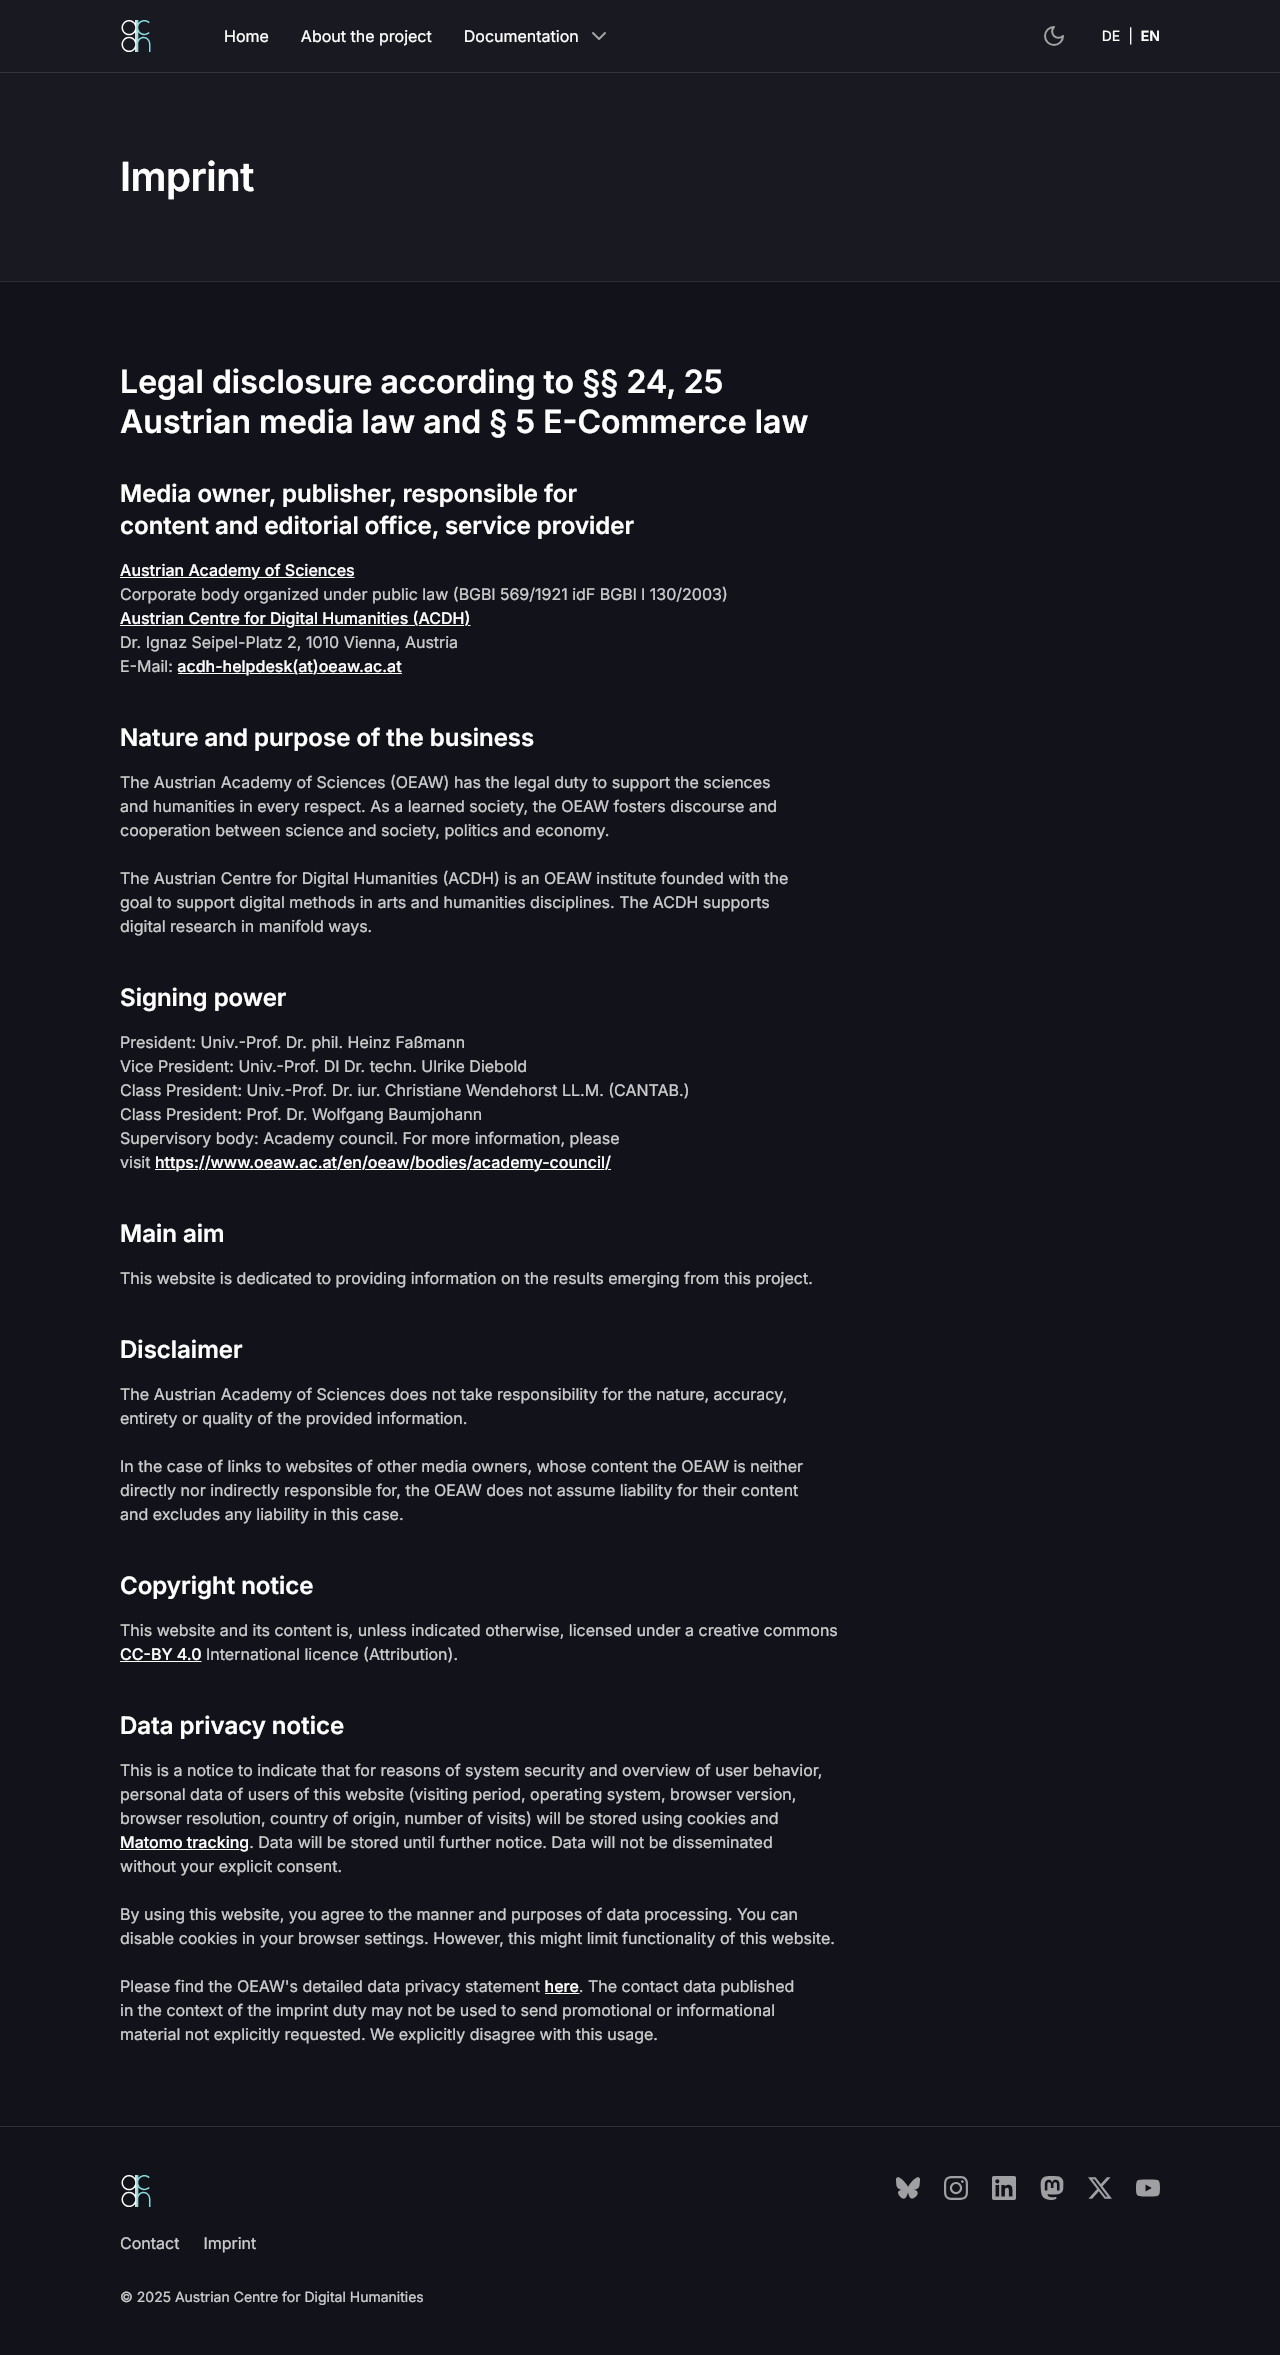 Home About the project Documentation DE | EN
Imprint
Legal disclosure according to §§ 24, 25
Austrian media law and § 5 E-Commerce law
Media owner, publisher, responsible for
content and editorial office, service provider
Austrian Academy of Sciences
Corporate body organized under public law (BGBI 569/1921 idF BGBI I 130/2003)
Austrian Centre for Digital Humanities (ACDH)
Dr. Ignaz Seipel-Platz 2, 1010 Vienna, Austria
E-Mail: acdh-helpdesk(at)oeaw.ac.at
Nature and purpose of the business
The Austrian Academy of Sciences (OEAW) has the legal duty to support the sciences
and humanities in every respect. As a learned society, the OEAW fosters discourse and
cooperation between science and society, politics and economy.
The Austrian Centre for Digital Humanities (ACDH) is an OEAW institute founded with the
goal to support digital methods in arts and humanities disciplines. The ACDH supports
digital research in manifold ways.
Signing power
President: Univ.-Prof. Dr. phil. Heinz Faßmann
Vice President: Univ.-Prof. DI Dr. techn. Ulrike Diebold
Class President: Univ.-Prof. Dr. iur. Christiane Wendehorst LL.M. (CANTAB.)
Class President: Prof. Dr. Wolfgang Baumjohann
Supervisory body: Academy council. For more information, please
visit https://www.oeaw.ac.at/en/oeaw/bodies/academy-council/
Main aim
This website is dedicated to providing information on the results emerging from this project.
Disclaimer
The Austrian Academy of Sciences does not take responsibility for the nature, accuracy,
entirety or quality of the provided information.
In the case of links to websites of other media owners, whose content the OEAW is neither
directly nor indirectly responsible for, the OEAW does not assume liability for their content
and excludes any liability in this case.
Copyright notice
This website and its content is, unless indicated otherwise, licensed under a creative commons
CC-BY 4.0 International licence (Attribution).
Data privacy notice
This is a notice to indicate that for reasons of system security and overview of user behavior,
personal data of users of this website (visiting period, operating system, browser version,
browser resolution, country of origin, number of visits) will be stored using cookies and
Matomo tracking. Data will be stored until further notice. Data will not be disseminated
without your explicit consent.
By using this website, you agree to the manner and purposes of data processing. You can
disable cookies in your browser settings. However, this might limit functionality of this website.
Please find the OEAW's detailed data privacy statement here. The contact data published
in the context of the imprint duty may not be used to send promotional or informational
material not explicitly requested. We explicitly disagree with this usage.
Contact Imprint
© 2025 Austrian Centre for Digital Humanities